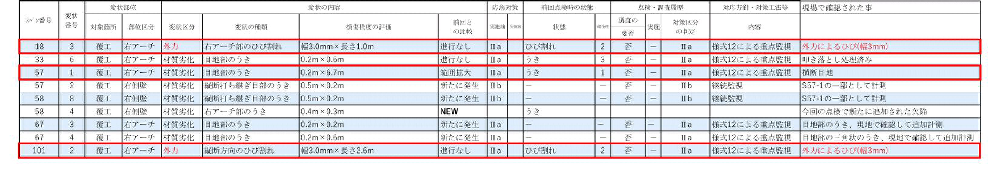 ｽﾊﾟﾝ番号 変状番号 変状部位 変状の内容 応急対策 前回点検時の状態 点検・調査履歴 対応方針・対策工法等 現場で確認された事
対象箇所 部位区分 変状区分 変状の種類 損傷程度の評価 前回との比較 実施前 実施後 状態 健全性 調査の要否 実施 対策区分の判定 内容
18 3 覆工 右アーチ 外力 右アーチ部のひび割れ 幅3.0mm×長さ1.0m 進行なし Ⅱa ひび割れ 2 否 － Ⅱa 様式12による重点監視 外力によるひび(幅3mm)
33 6 覆工 右アーチ 材質劣化 目地部のうき 0.2m×0.6m 進行なし Ⅱa うき 3 否 － Ⅱa 様式12による重点監視 叩き落とし処理済み
57 1 覆工 右アーチ 材質劣化 目地部のうき 0.2m×6.7m 範囲拡大 Ⅱa うき 1 否 － Ⅱa 様式12による重点監視 横断目地
57 2 覆工 右側壁 材質劣化 縦断打ち継ぎ目部のうき 0.5m×0.2m 新たに発生 Ⅱb － － 否 － Ⅱb 継続監視 S57-1の一部として計測
58 8 覆工 右側壁 材質劣化 縦断打ち継ぎ目部のうき 0.5m×0.2m 新たに発生 Ⅱb － － 否 － Ⅱb 継続監視 S57-1の一部として計測
58 4 覆工 右側壁 材質劣化 右アーチ部のうき 0.4m×0.3m NEW うき 今回の点検で新たに追加された欠陥
67 3 覆工 右アーチ 材質劣化 目地部のうき 0.2m×0.2m 新たに発生 Ⅱa － － 否 － Ⅱa 様式12による重点監視 目地部のうき、現地で確認して追加計測
67 4 覆工 右アーチ 材質劣化 目地部のうき 0.2m×0.6m 新たに発生 Ⅱa － － 否 － Ⅱa 様式12による重点監視 目地部の三角状のうき、現地で確認して追加計測
101 2 覆工 右アーチ 外力 縦断方向のひび割れ 幅3.0mm×長さ2.6m 進行なし Ⅱa ひび割れ 2 否 － Ⅱa 様式12による重点監視 外力によるひび(幅3mm)